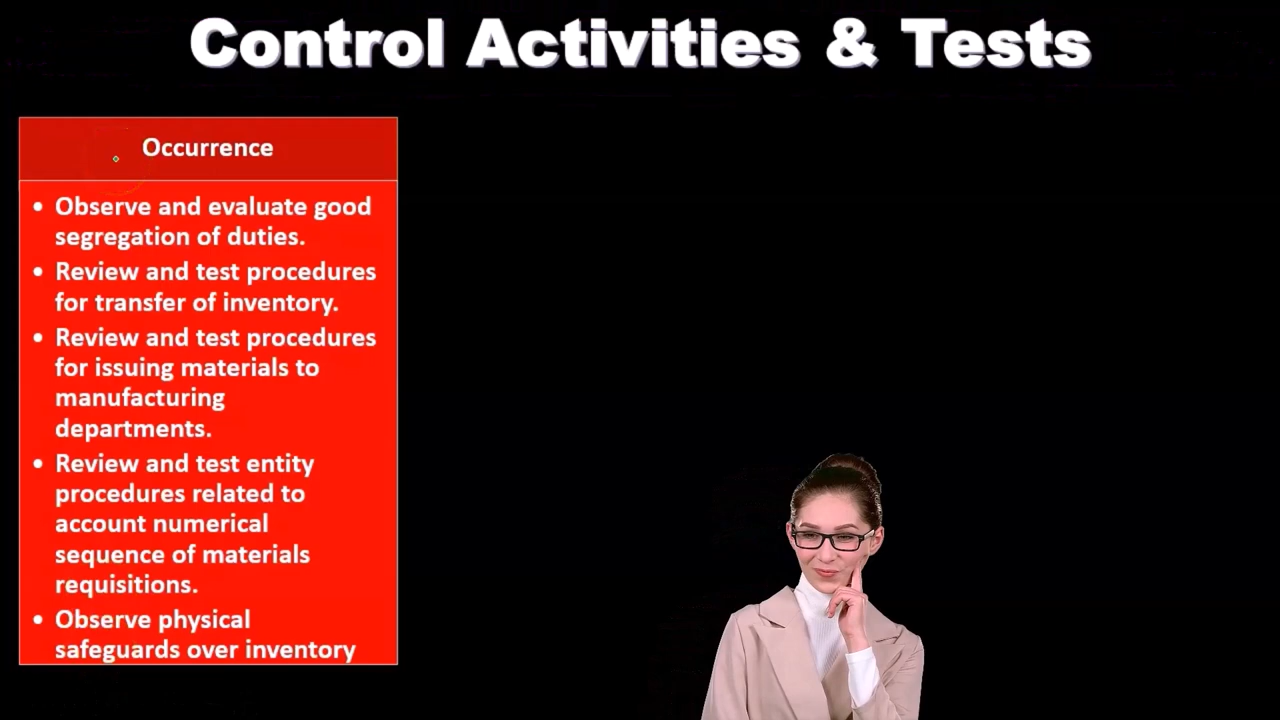 Control Activities & Tests
Occurrence
• Observe and evaluate good
segregation of duties.
• Review and test procedures
for transfer of inventory.
• Review and test procedures
for issuing materials to
manufacturing
departments.
• Review and test entity
procedures related to
account numerical
sequence of materials
requisitions.
• Observe physical
safeguards over inventory